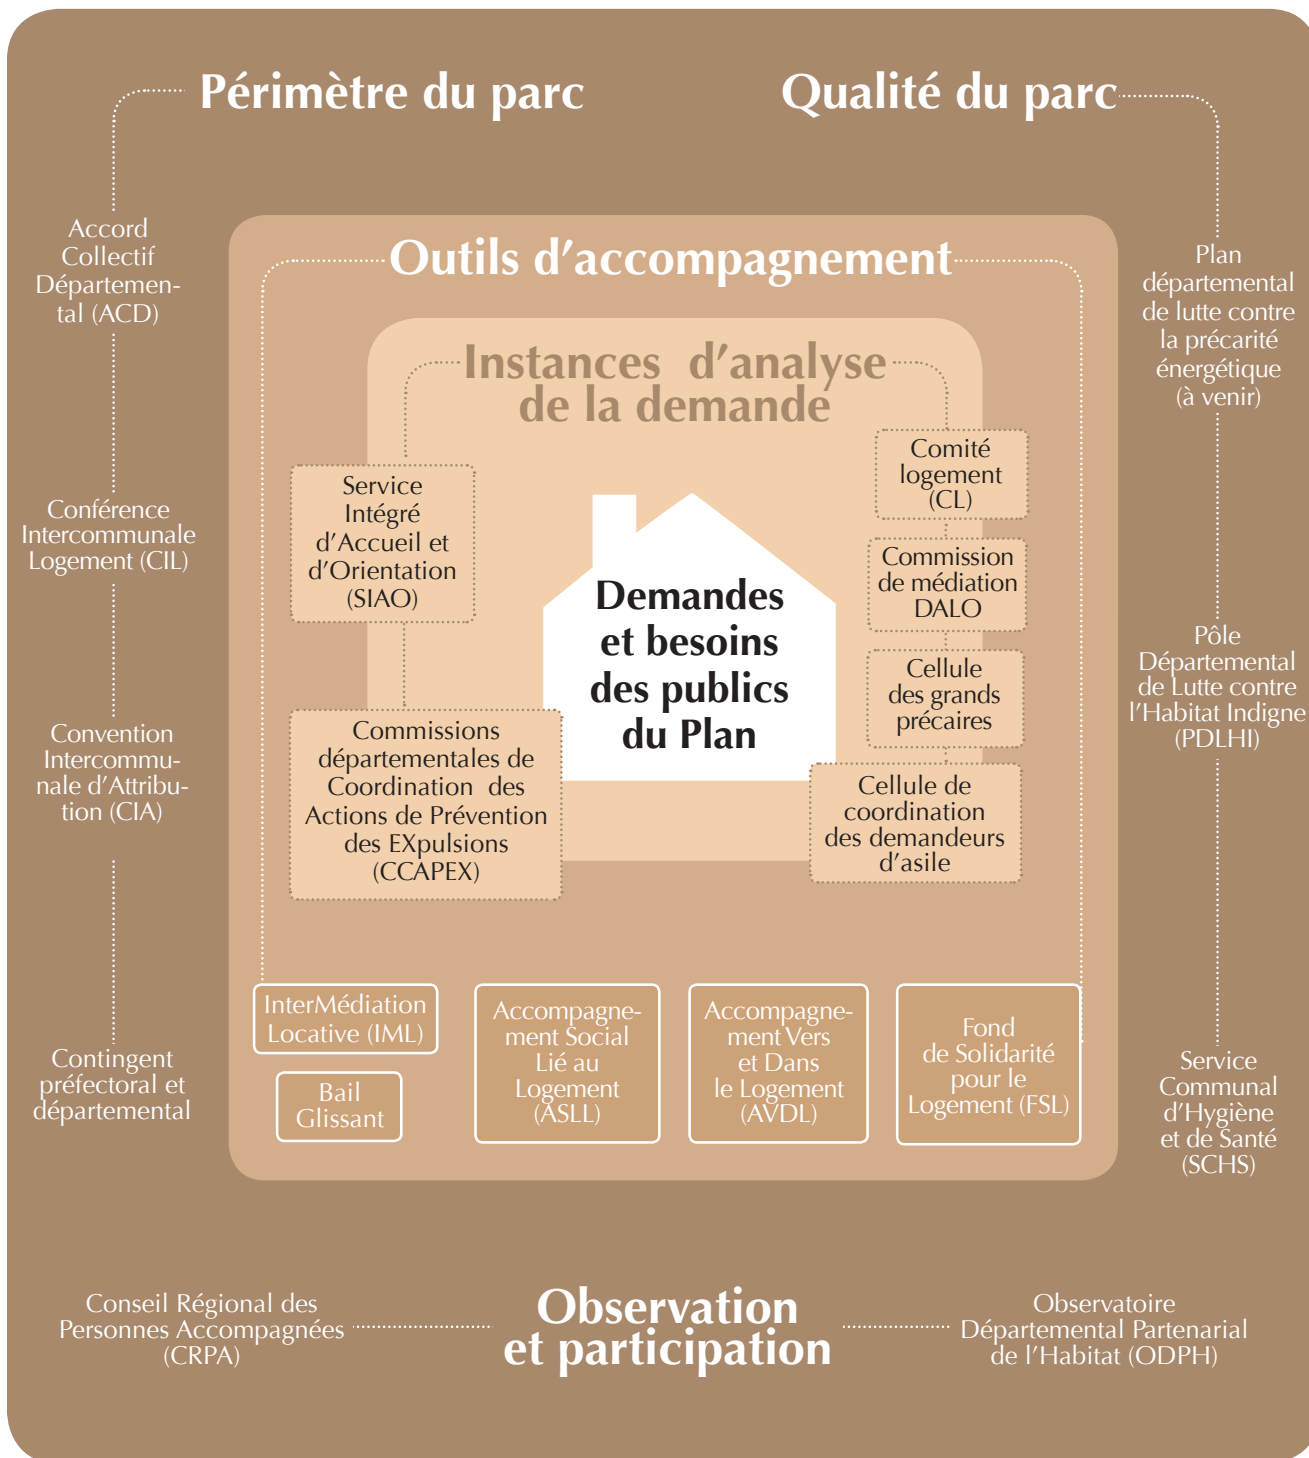 Périmètre du parc
Accord
Collectif
Départemen-
tal (ACD)
Conférence
Intercommunale
Logement (CIL)
Convention
Intercommu-
nale d'Attribu-
tion (CIA)
Contingent
préfectoral et
départemental
Qualité du parc
Plan
départemental
de lutte contre
la précarité
énergétique
(à venir)
Pôle
Départemental
de Lutte contre
l'Habitat Indigne
(PDLHI)
Service
Communal
d'Hygiène
et de Santé
(SCHS)
Outils d'accompagnement
InterMédiation
Locative (IML)
Bail
Glissant
Accompagne-
ment Social
Lié au
Logement
(ASLL)
Accompagne-
ment Vers
et Dans
le Logement
(AVDL)
Fond
de Solidarité
pour le
Logement (FSL)
Instances d'analyse
de la demande
Service
Intégré
d'Accueil et
d'Orientation
(SIAO)
Commissions
départementales de
Coordination des
Actions de Prévention
des EXpulsions
(CCAPEX)
Comité
logement
(CL)
Commission
de médiation
DALO
Cellule
des grands
précaires
Cellule de
coordination
des demandeurs
d'asile
Demandes
et besoins
des publics
du Plan
Observation
et participation
Conseil Régional des
Personnes Accompagnées
(CRPA)
Observatoire
Départemental Partenarial
de l'Habitat (ODPH)